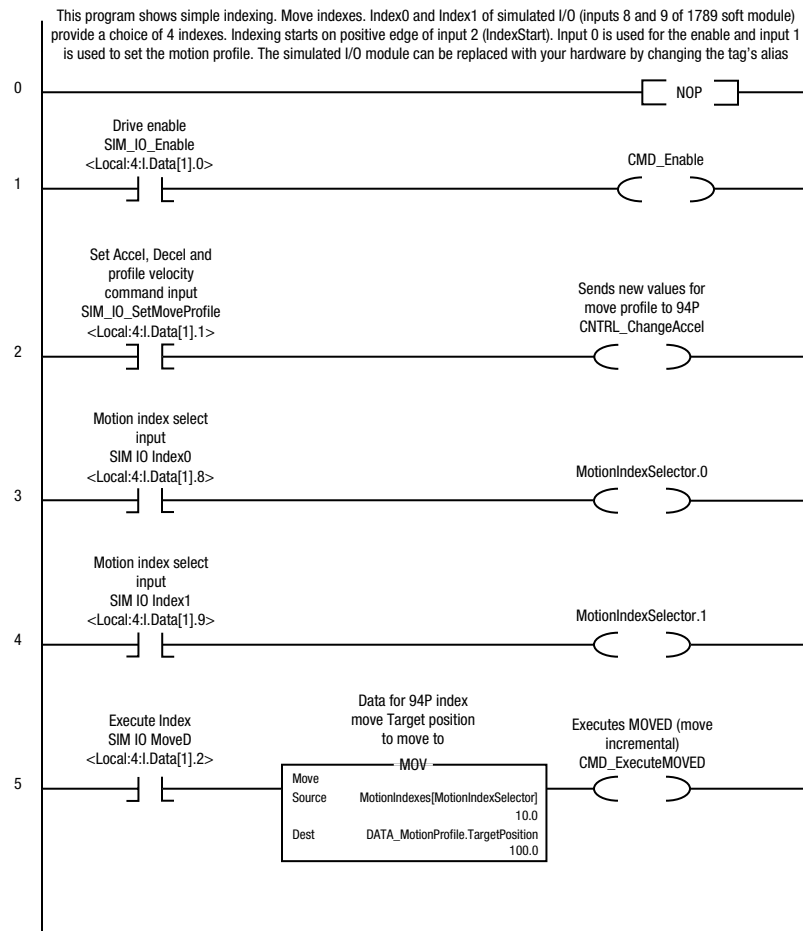 This program shows simple indexing. Move indexes. Index0 and Index1 of simulated I/O (inputs 8 and 9 of 1789 soft module)
provide a choice of 4 indexes. Indexing starts on positive edge of input 2 (IndexStart). Input 0 is used for the enable and input 1
is used to set the motion profile. The simulated I/O module can be replaced with your hardware by changing the tag's alias
0
NOP
Drive enable
SIM_IO_Enable
<Local:4:I.Data[1].0>
CMD_Enable
1
Set Accel, Decel and
profile velocity
command input
SIM_IO_SetMoveProfile
<Local:4:I.Data[1].1>
Sends new values for
move profile to 94P
CNTRL_ChangeAccel
2
Motion index select
input
SIM IO Index0
<Local:4:I.Data[1].8>
MotionIndexSelector.0
3
Motion index select
input
SIM IO Index1
<Local:4:I.Data[1].9>
MotionIndexSelector.1
4
Execute Index
SIM IO MoveD
<Local:4:I.Data[1].2>
Data for 94P index
move Target position
to move to
Executes MOVED (move
incremental)
CMD_ExecuteMOVED
5
MOV
Move
Source MotionIndexes[MotionIndexSelector]
10.0
Dest DATA_MotionProfile.TargetPosition
100.0